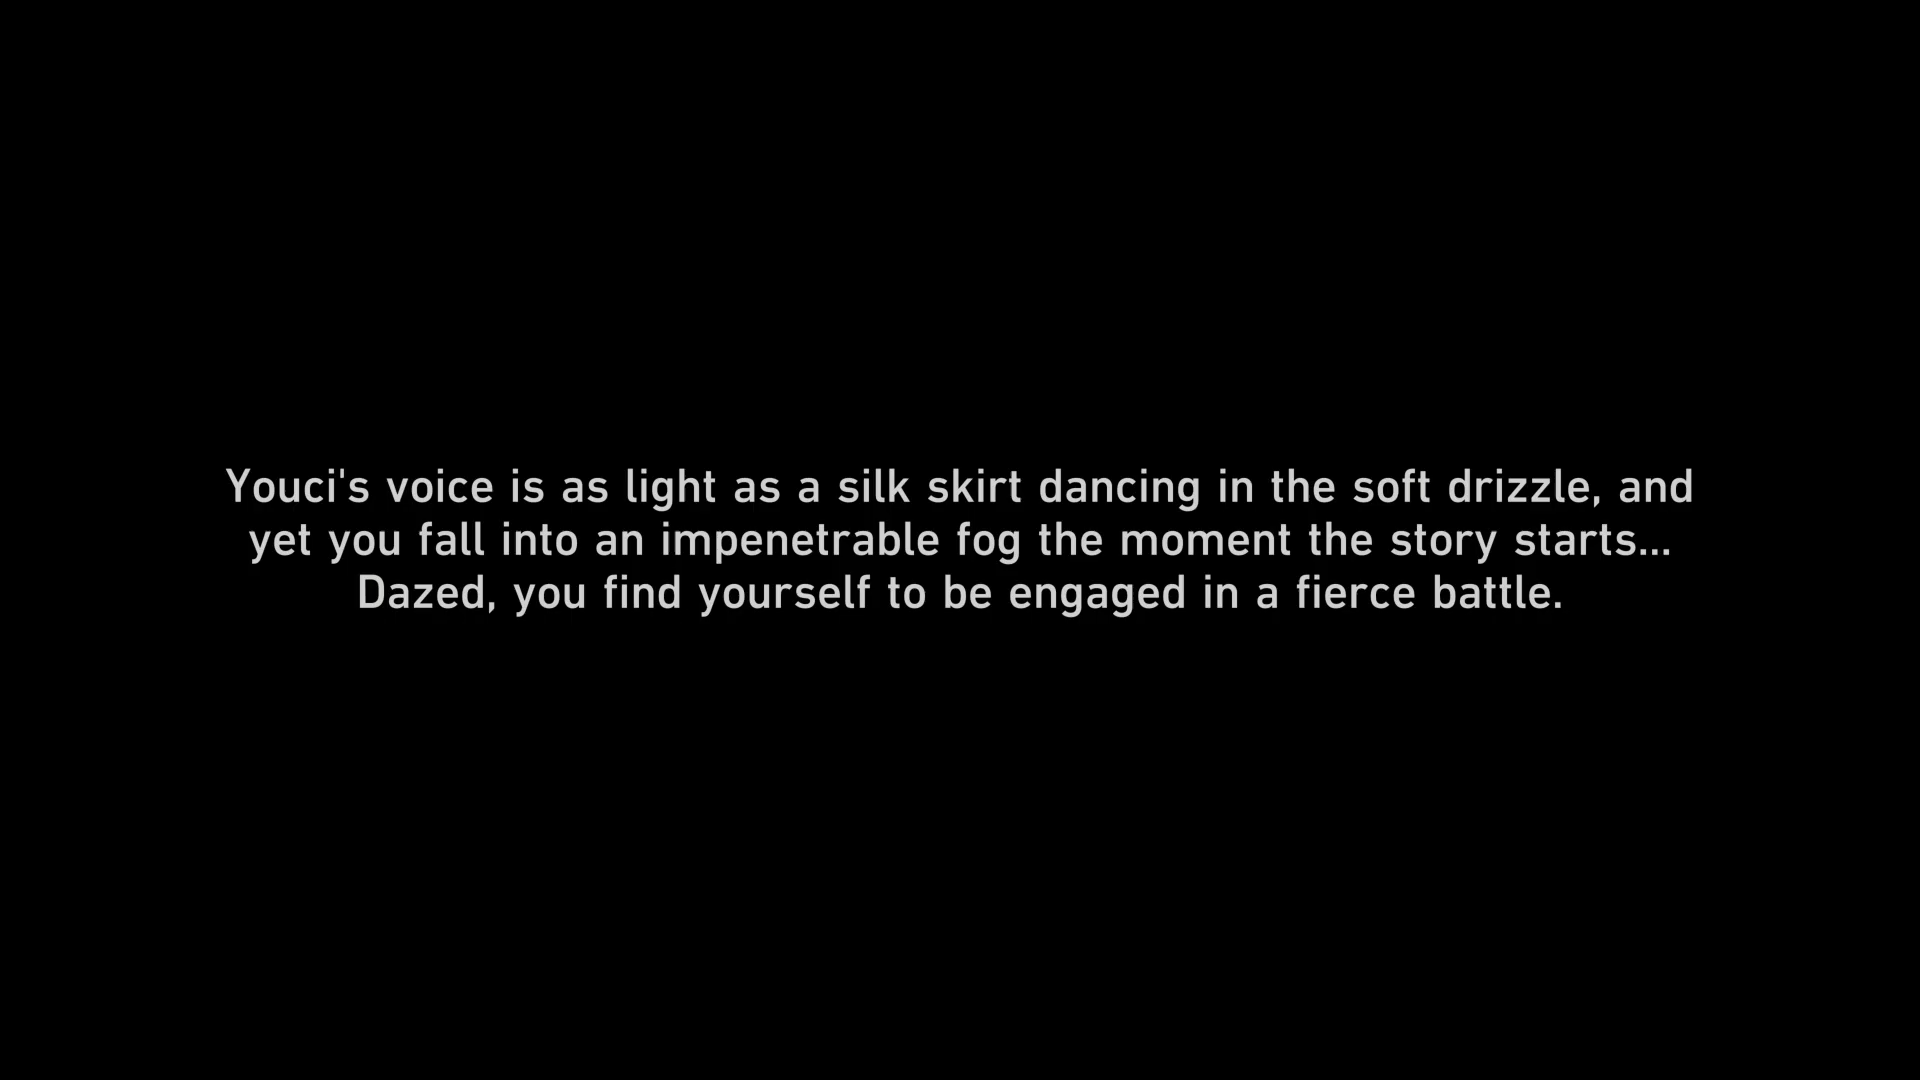 Youci's voice is as light as a silk skirt dancing in the soft drizzle, and
yet you fall into an impenetrable fog the moment the story starts...
Dazed, you find yourself to be engaged in a fierce battle.